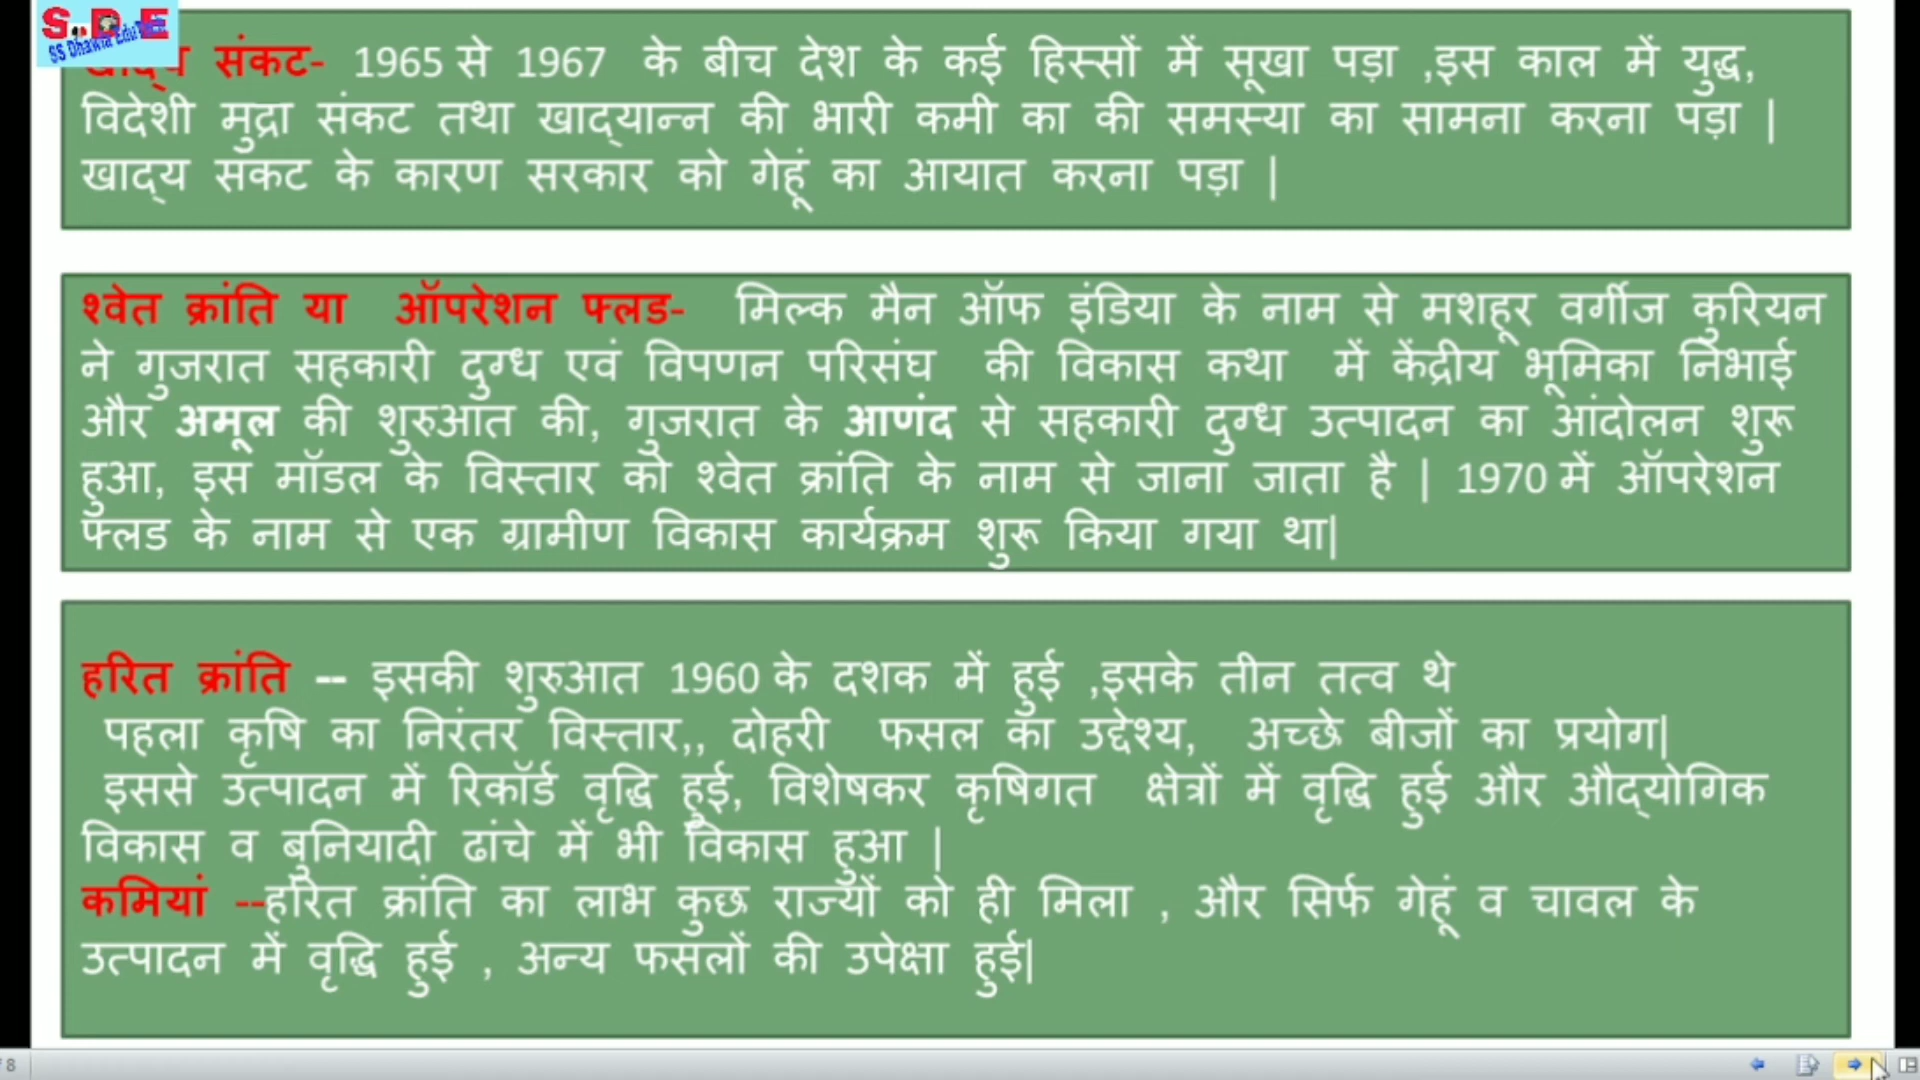 S.D.E
SS Dhawla Edu
खाद्य संकट- 1965 से 1967 के बीच देश के कई हिस्सों में सूखा पड़ा ,इस काल में युद्ध,
विदेशी मुद्रा संकट तथा खाद्यान्न की भारी कमी का की समस्या का सामना करना पड़ा |
खाद्य संकट के कारण सरकार को गेहूं का आयात करना पड़ा |
श्वेत क्रांति या ऑपरेशन फ्लड- मिल्क मैन ऑफ इंडिया के नाम से मशहूर वर्गीज कुरियन
ने गुजरात सहकारी दुग्ध एवं विपणन परिसंघ की विकास कथा में केंद्रीय भूमिका निभाई
और अमूल की शुरुआत की, गुजरात के आणंद से सहकारी दुग्ध उत्पादन का आंदोलन शुरू
हुआ, इस मॉडल के विस्तार को श्वेत क्रांति के नाम से जाना जाता है | 1970 में ऑपरेशन
फ्लड के नाम से एक ग्रामीण विकास कार्यक्रम शुरू किया गया था|
हरित क्रांति -- इसकी शुरुआत 1960 के दशक में हुई ,इसके तीन तत्व थे
पहला कृषि का निरंतर विस्तार,, दोहरी फसल का उद्देश्य, अच्छे बीजों का प्रयोग|
इससे उत्पादन में रिकॉर्ड वृद्धि हुई, विशेषकर कृषिगत क्षेत्रों में वृद्धि हुई और औद्योगिक
विकास व बुनियादी ढांचे में भी विकास हुआ |
कमियां --हरित क्रांति का लाभ कुछ राज्यों को ही मिला , और सिर्फ गेहूं व चावल के
उत्पादन में वृद्धि हुई , अन्य फसलों की उपेक्षा हुई|
8